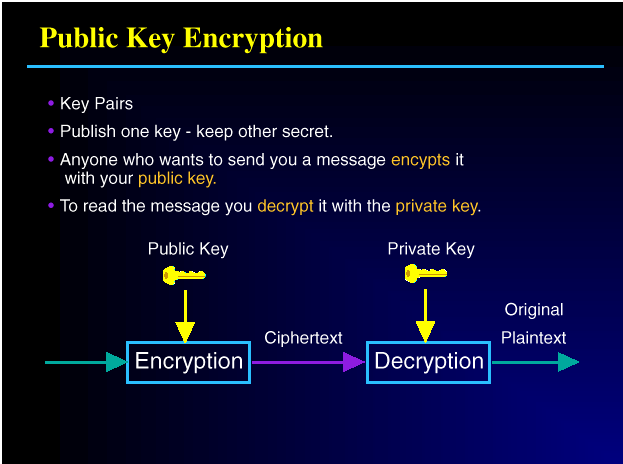 Public Key Encryption
• Key Pairs
• Publish one key - keep other secret.
• Anyone who wants to send you a message encypts it
with your public key.
• To read the message you decrypt it with the private key.
Public Key
Private Key
Original
Ciphertext
Plaintext
Encryption
Decryption